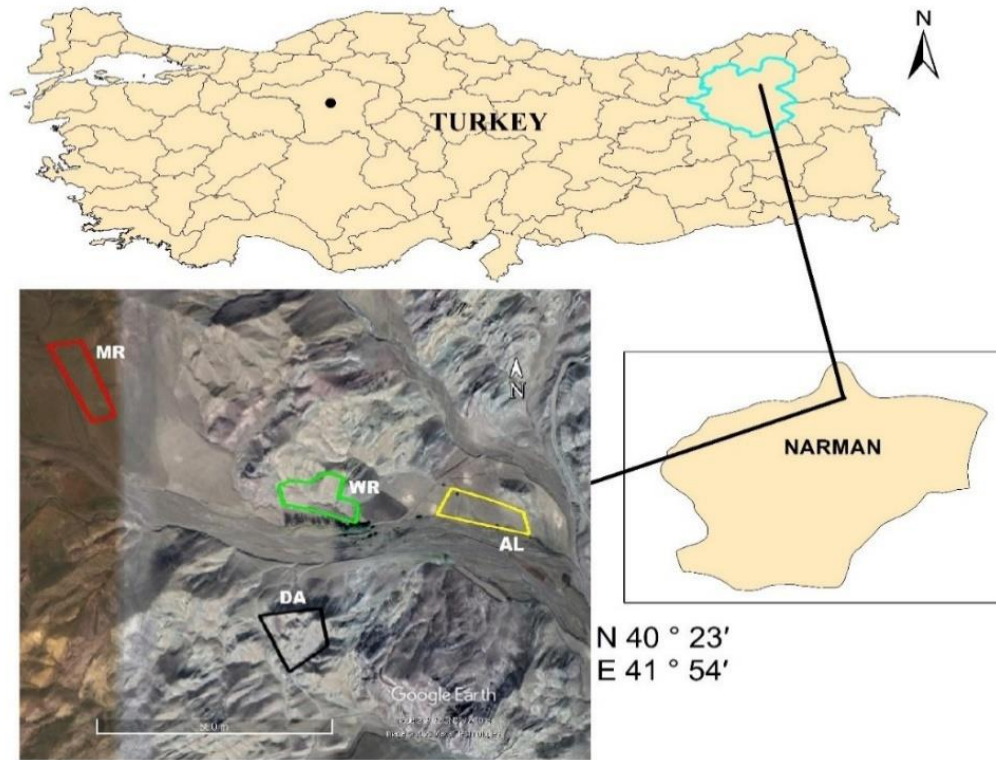 N
TURKEY
MR
N
WR
AL
DA
Google Earth
NARMAN
N 40 ° 23′
E 41 ° 54′